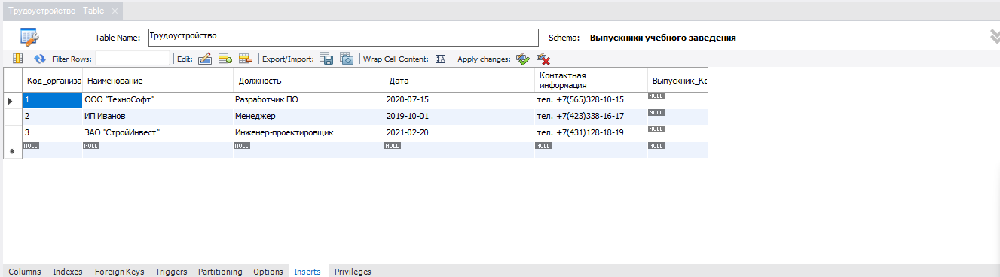 Трудоустройство - Table ×
Table Name: Трудоустройство Schema: Выпускники учебного заведения
Filter Rows: Edit: Export/Import: Wrap Cell Content: Apply changes:
Код_организа Наименование Должность Дата Контактная информация Выпускник_Кс
1 ООО "ТехноСофт" Разработчик ПО 2020-07-15 тел. +7(565)328-10-15 NULL
2 ИП Иванов Менеджер 2019-10-01 тел. +7(423)338-16-17 NULL
3 ЗАО "СтройИнвест" Инженер-проектировщик 2021-02-20 тел. +7(431)128-18-19 NULL
NULL NULL NULL NULL NULL NULL
Columns Indexes Foreign Keys Triggers Partitioning Options Inserts Privileges